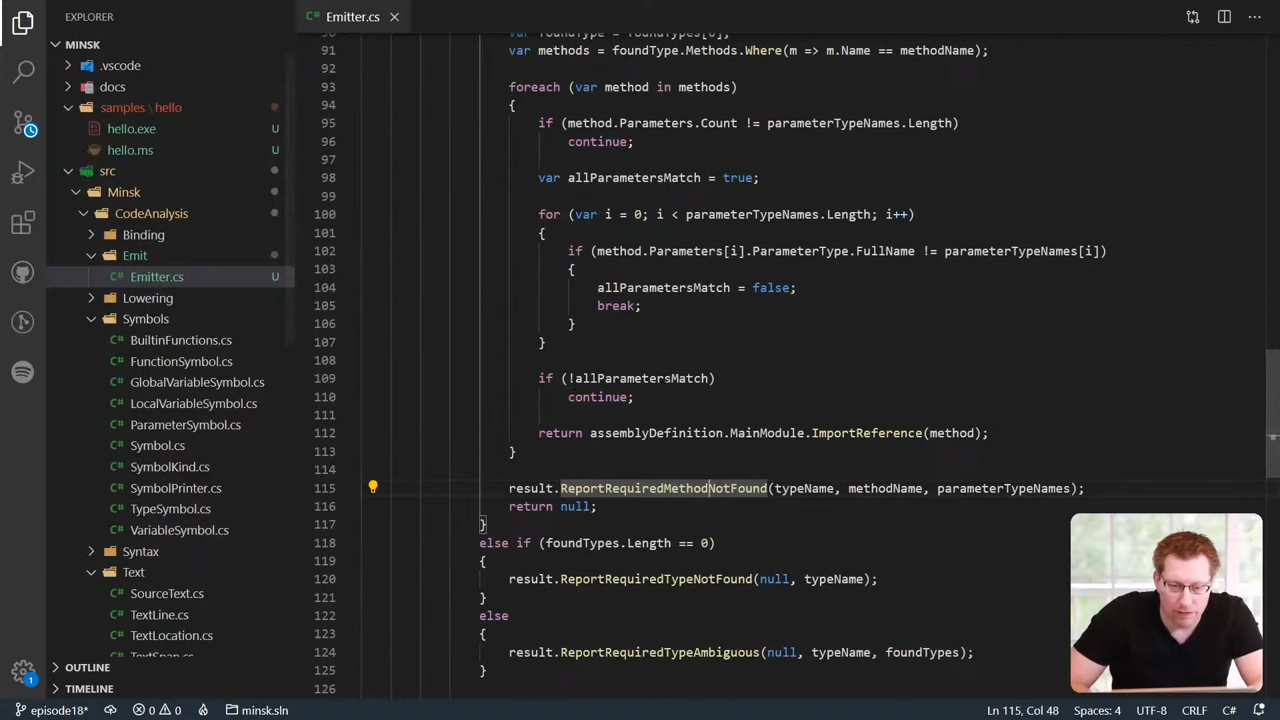 EXPLORER
Emitter.cs
MINSK
.vscode
docs
samples \ hello
hello.exe U
hello.ms U
src
Minsk
CodeAnalysis
Binding
Emit
Emitter.cs U
Lowering
Symbols
BuiltinFunctions.cs
FunctionSymbol.cs
GlobalVariableSymbol.cs
LocalVariableSymbol.cs
ParameterSymbol.cs
Symbol.cs
SymbolKind.cs
SymbolPrinter.cs
TypeSymbol.cs
VariableSymbol.cs
Syntax
Text
SourceText.cs
TextLine.cs
TextLocation.cs
TextSpan.cs
OUTLINE
TIMELINE
90 var foundType = foundTypes[0];
91 var methods = foundType.Methods.Where(m => m.Name == methodName);
92
93 foreach (var method in methods)
94 {
95 if (method.Parameters.Count != parameterTypeNames.Length)
96 continue;
97
98 var allParametersMatch = true;
99
100 for (var i = 0; i < parameterTypeNames.Length; i++)
101 {
102 if (method.Parameters[i].ParameterType.FullName != parameterTypeNames[i])
103 {
104 allParametersMatch = false;
105 break;
106 }
107 }
108
109 if (!allParametersMatch)
110 continue;
111
112 return assemblyDefinition.MainModule.ImportReference(method);
113 }
114
115 result.ReportRequiredMethodNotFound(typeName, methodName, parameterTypeNames);
116 return null;
117 }
118 else if (foundTypes.Length == 0)
119 {
120 result.ReportRequiredTypeNotFound(null, typeName);
121 }
122 else
123 {
124 result.ReportRequiredTypeAmbiguous(null, typeName, foundTypes);
125 }
126
1
episode18* 0 0 minsk.sln Ln 115, Col 48 Spaces: 4 UTF-8 CRLF C#